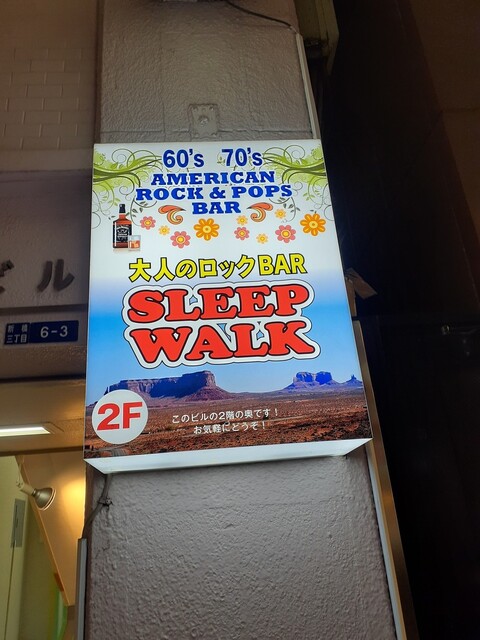 60's 70's
AMERICAN
ROCK & POPS
BAR
大人のロックBAR
SLEEP
WALK
2F
このビルの2階の奥です！
お気軽にどうぞ！
ビル
新橋
三丁目
6-3